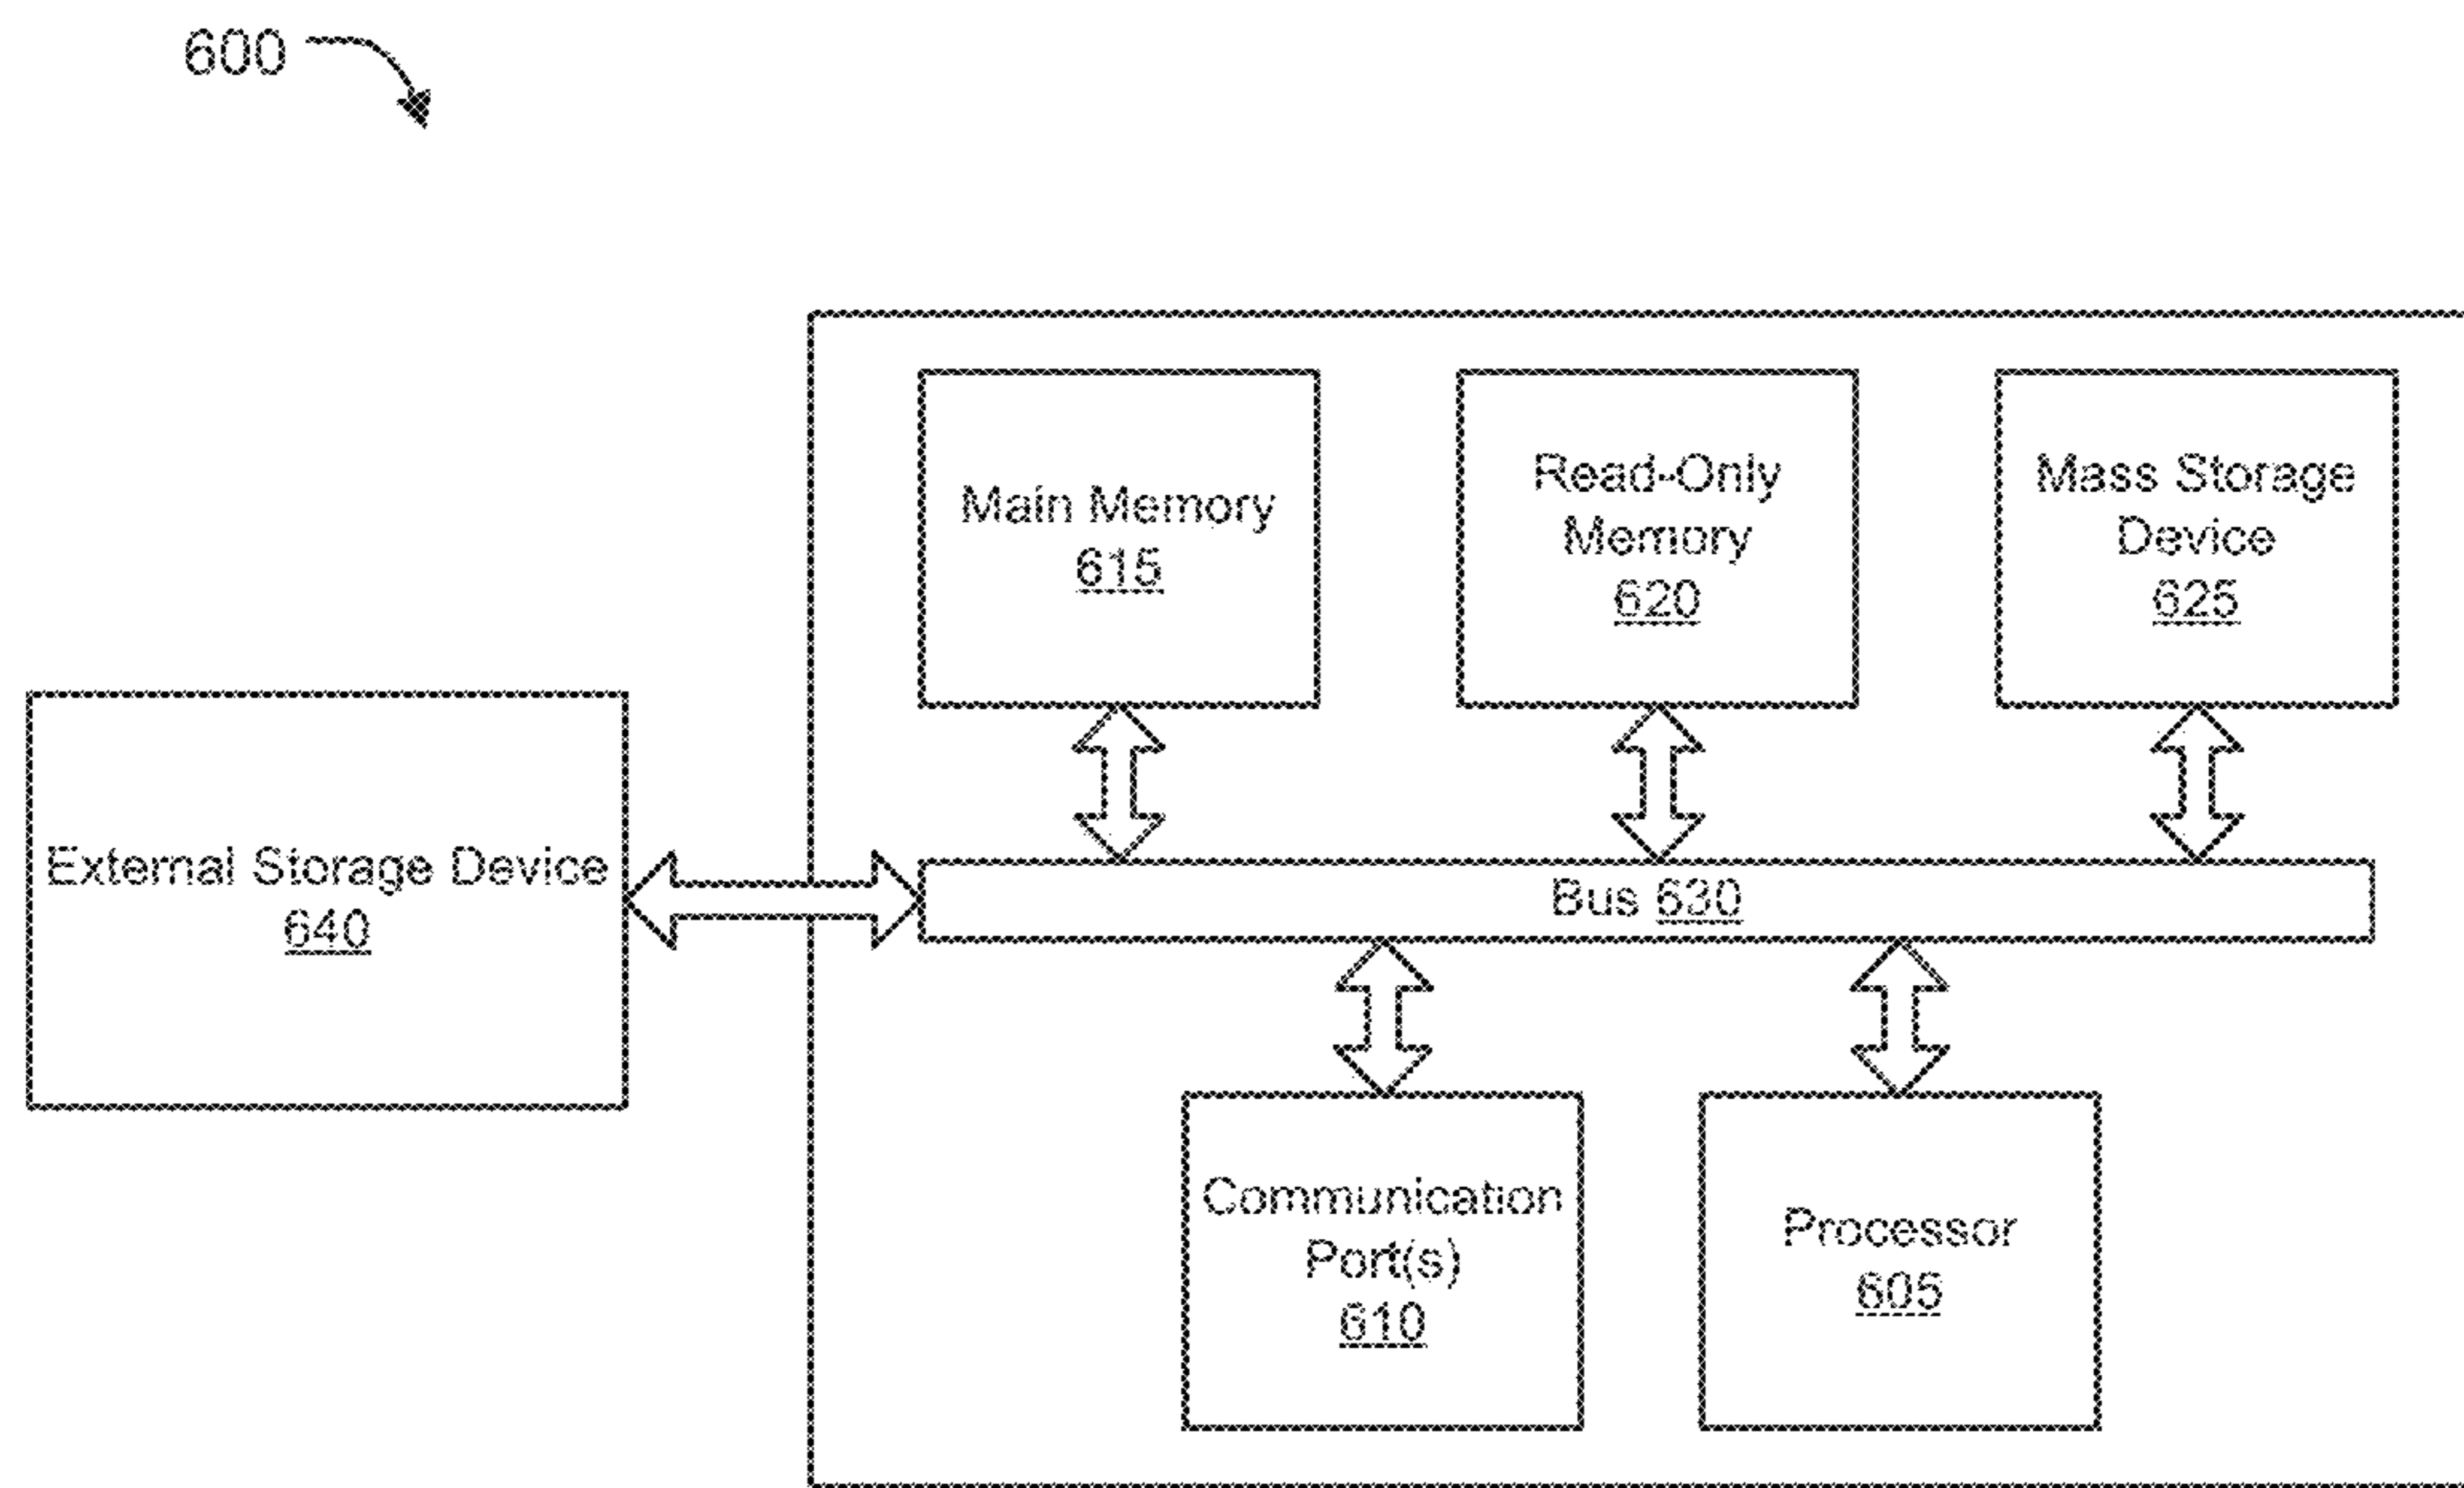 600
Main Memory
615
Read-Only
Memory
620
Mass Storage
Device
625
External Storage Device
640
Bus 630
Communication
Port(s)
610
Processor
605